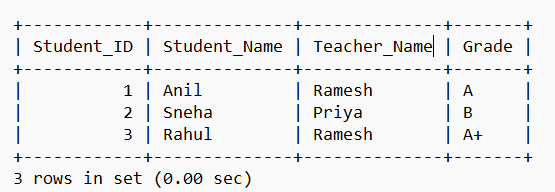 +------------+--------------+--------------+-------+
| Student_ID | Student_Name | Teacher_Name | Grade |
+------------+--------------+--------------+-------+
|          1 | Anil         | Ramesh       | A     |
|          2 | Sneha        | Priya        | B     |
|          3 | Rahul        | Ramesh       | A+    |
+------------+--------------+--------------+-------+
3 rows in set (0.00 sec)